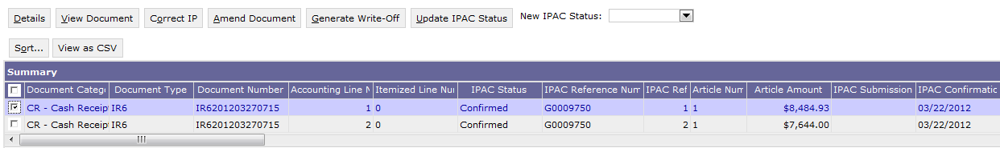 Details View Document Correct IP Amend Document Generate Write-Off Update IPAC Status New IPAC Status:
Sort... View as CSV
Summary
Document Categ Document Type Document Number Accounting Line N Itemized Line Nu IPAC Status IPAC Reference Num IPAC Ref Article Num Article Amount IPAC Submission IPAC Confirmatic
CR - Cash Receipt IR6 IR6201203270715 1 0 Confirmed G0009750 1 1 $8,484.93 03/22/2012
CR - Cash Receipt IR6 IR6201203270715 2 0 Confirmed G0009750 2 1 $7,644.00 03/22/2012